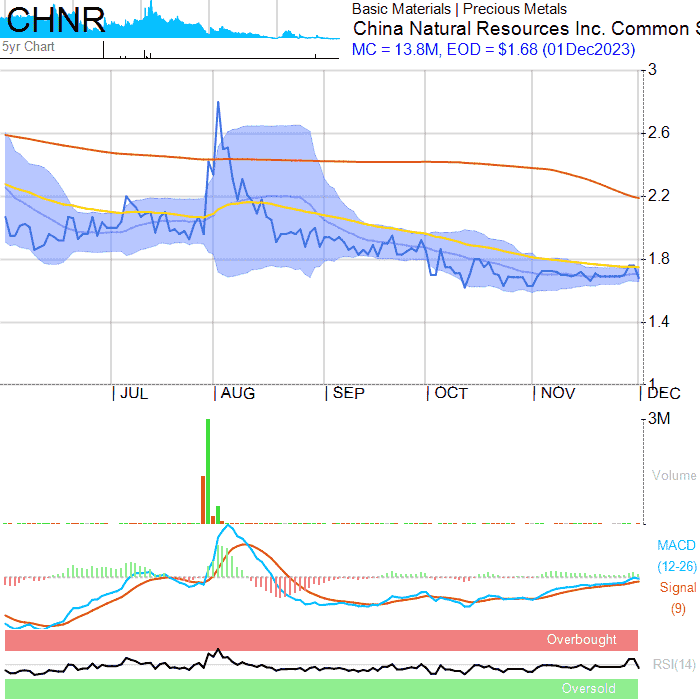 CHNR
Basic Materials | Precious Metals
China Natural Resources Inc. Common S
5yr Chart
MC = 13.8M, EOD = $1.68 (01Dec2023)
3
2.6
2.2
1.8
1.4
1
JUL AUG SEP OCT NOV DEC
3M
Volume
MACD
(12-26)
Signal
(9)
Overbought
RSI(14)
Oversold